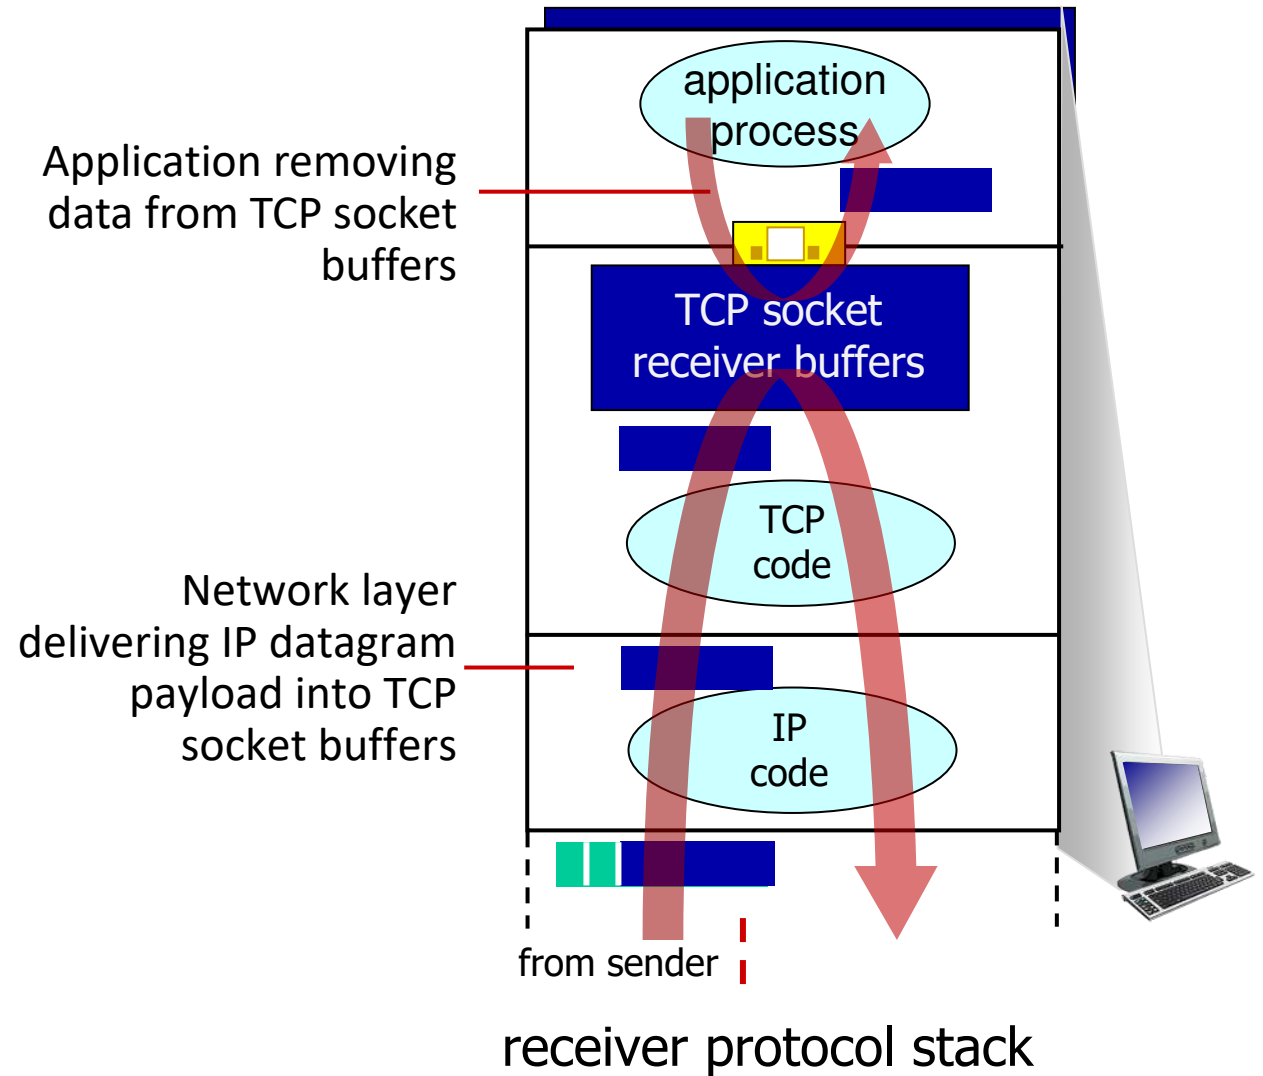 application
process
Application removing
data from TCP socket
buffers
TCP socket
receiver buffers
TCP
code
Network layer
delivering IP datagram
payload into TCP
socket buffers
IP
code
from sender
receiver protocol stack